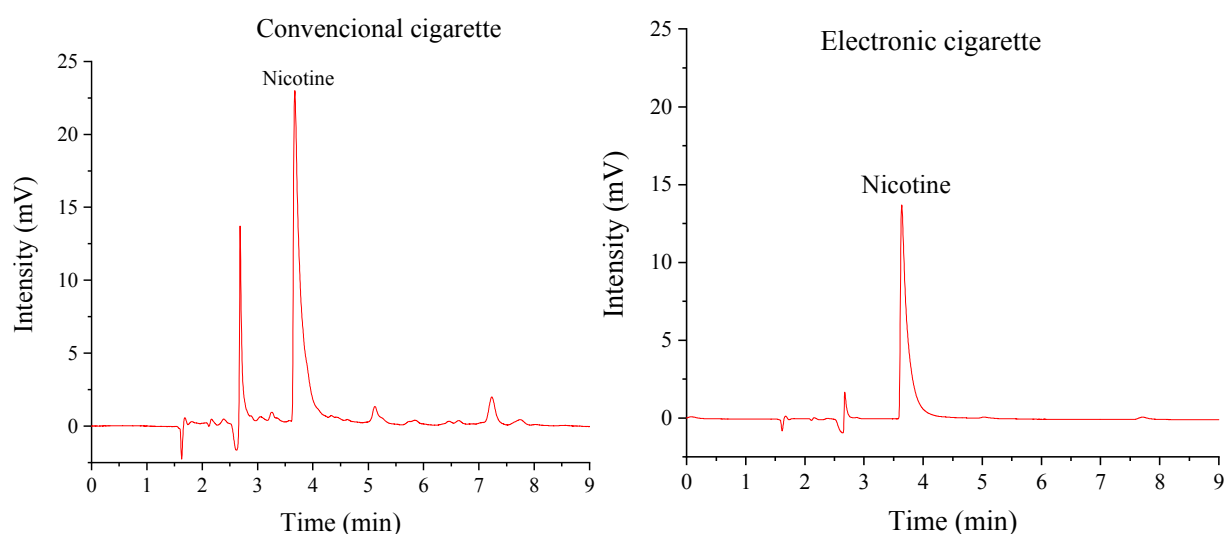 Convencional cigarette
25
20
15
10
5
0
Nicotine
Intensity (mV)
0 1 2 3 4 5 6 7 8 9
Time (min)
Electronic cigarette
25
20
15
10
5
0
Nicotine
Intensity (mV)
0 1 2 3 4 5 6 7 8 9
Time (min)